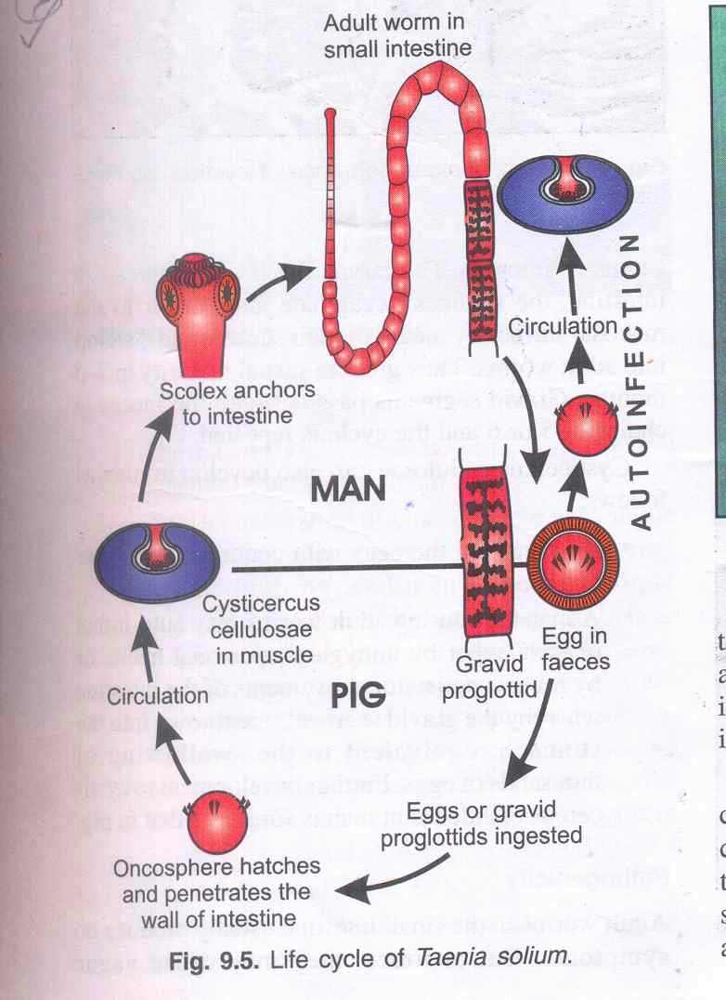 Adult worm in
small intestine
Circulation
AUTOINFECTION
Scolex anchors
to intestine
MAN
Cysticercus
cellulosae
in muscle
Egg in
faeces
Gravid
proglottid
PIG
Circulation
Eggs or gravid
proglottids ingested
Oncosphere hatches
and penetrates the
wall of intestine
Fig. 9.5. Life cycle of Taenia solium.